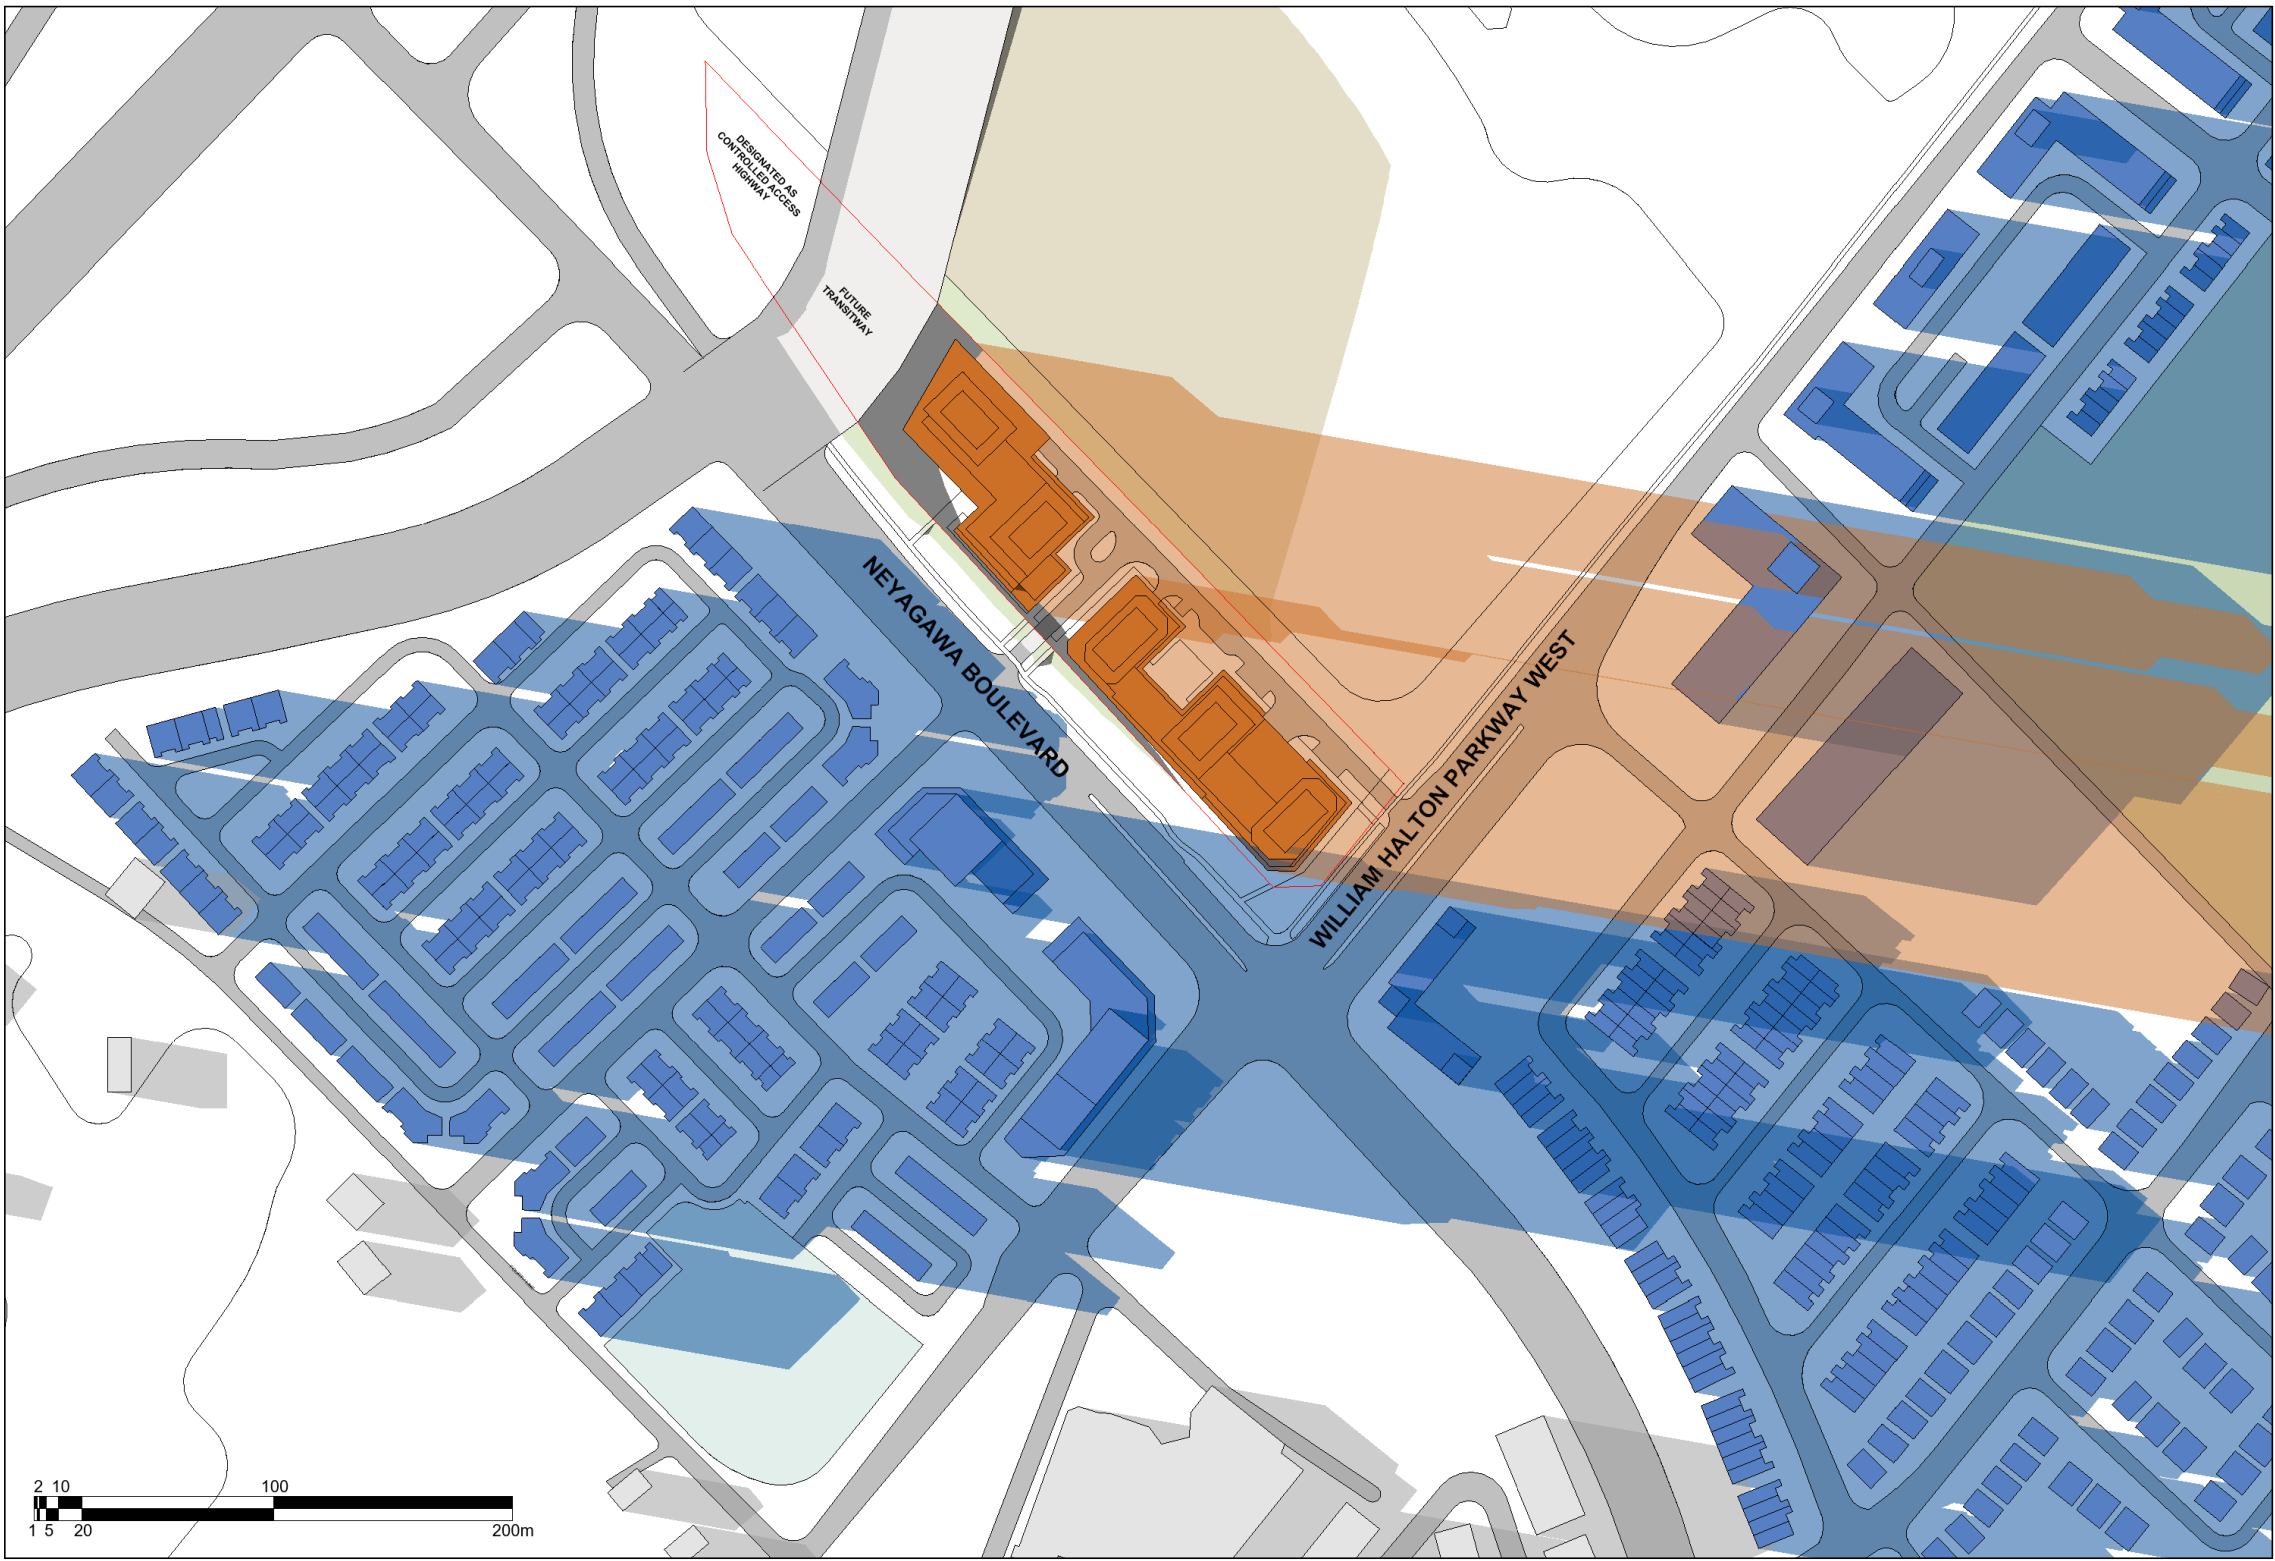 DESIGNATED AS
CONTROLLED ACCESS
HIGHWAY
FUTURE
TRANSITWAY
NEYAGAWA BOULEVARD
WILLIAM HALTON PARKWAY WEST
2 10 100
1 5 20 200m